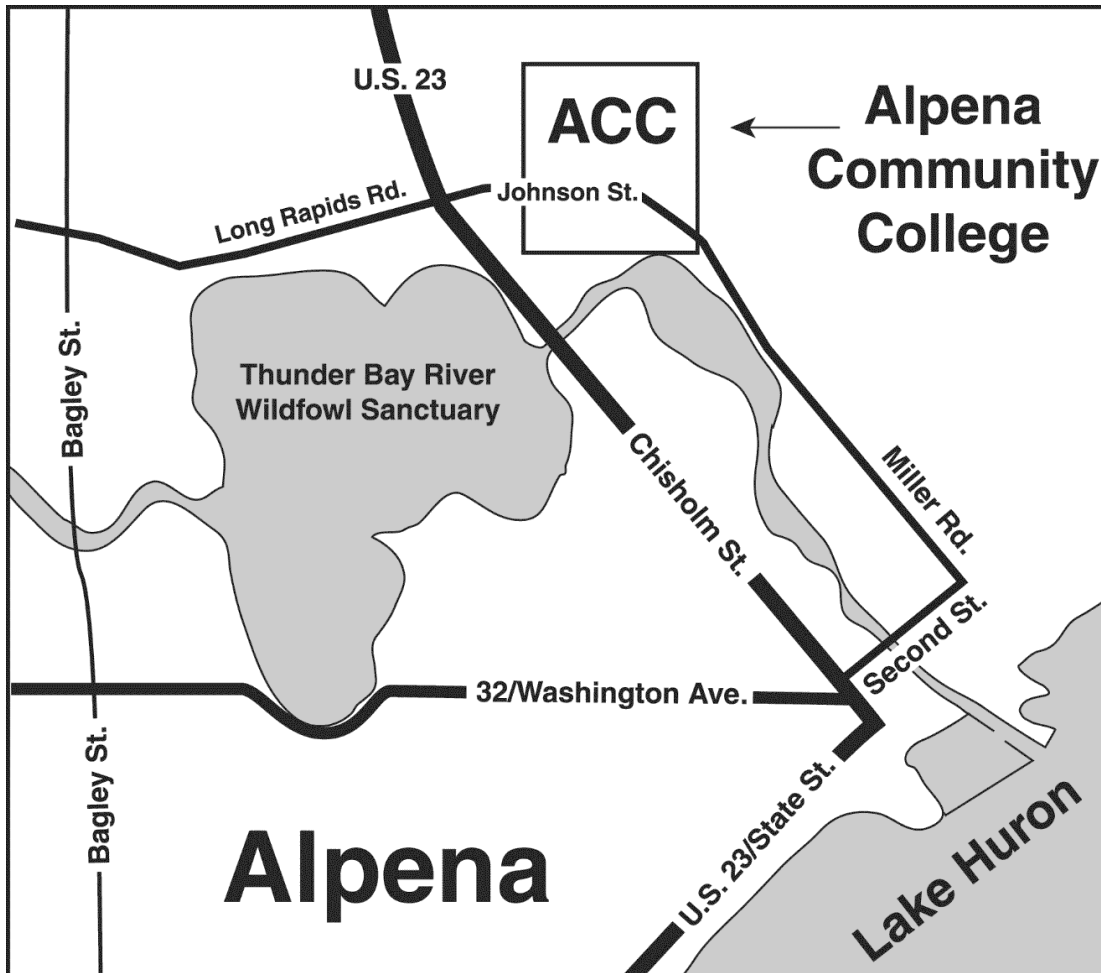 U.S. 23
ACC
Alpena
Community
College
Long Rapids Rd.
Johnson St.
Thunder Bay River
Wildfowl Sanctuary
Bagley St.
Chisholm St.
Miller Rd.
Second St.
32/Washington Ave.
Bagley St.
U.S. 23/State St.
Lake Huron
Alpena